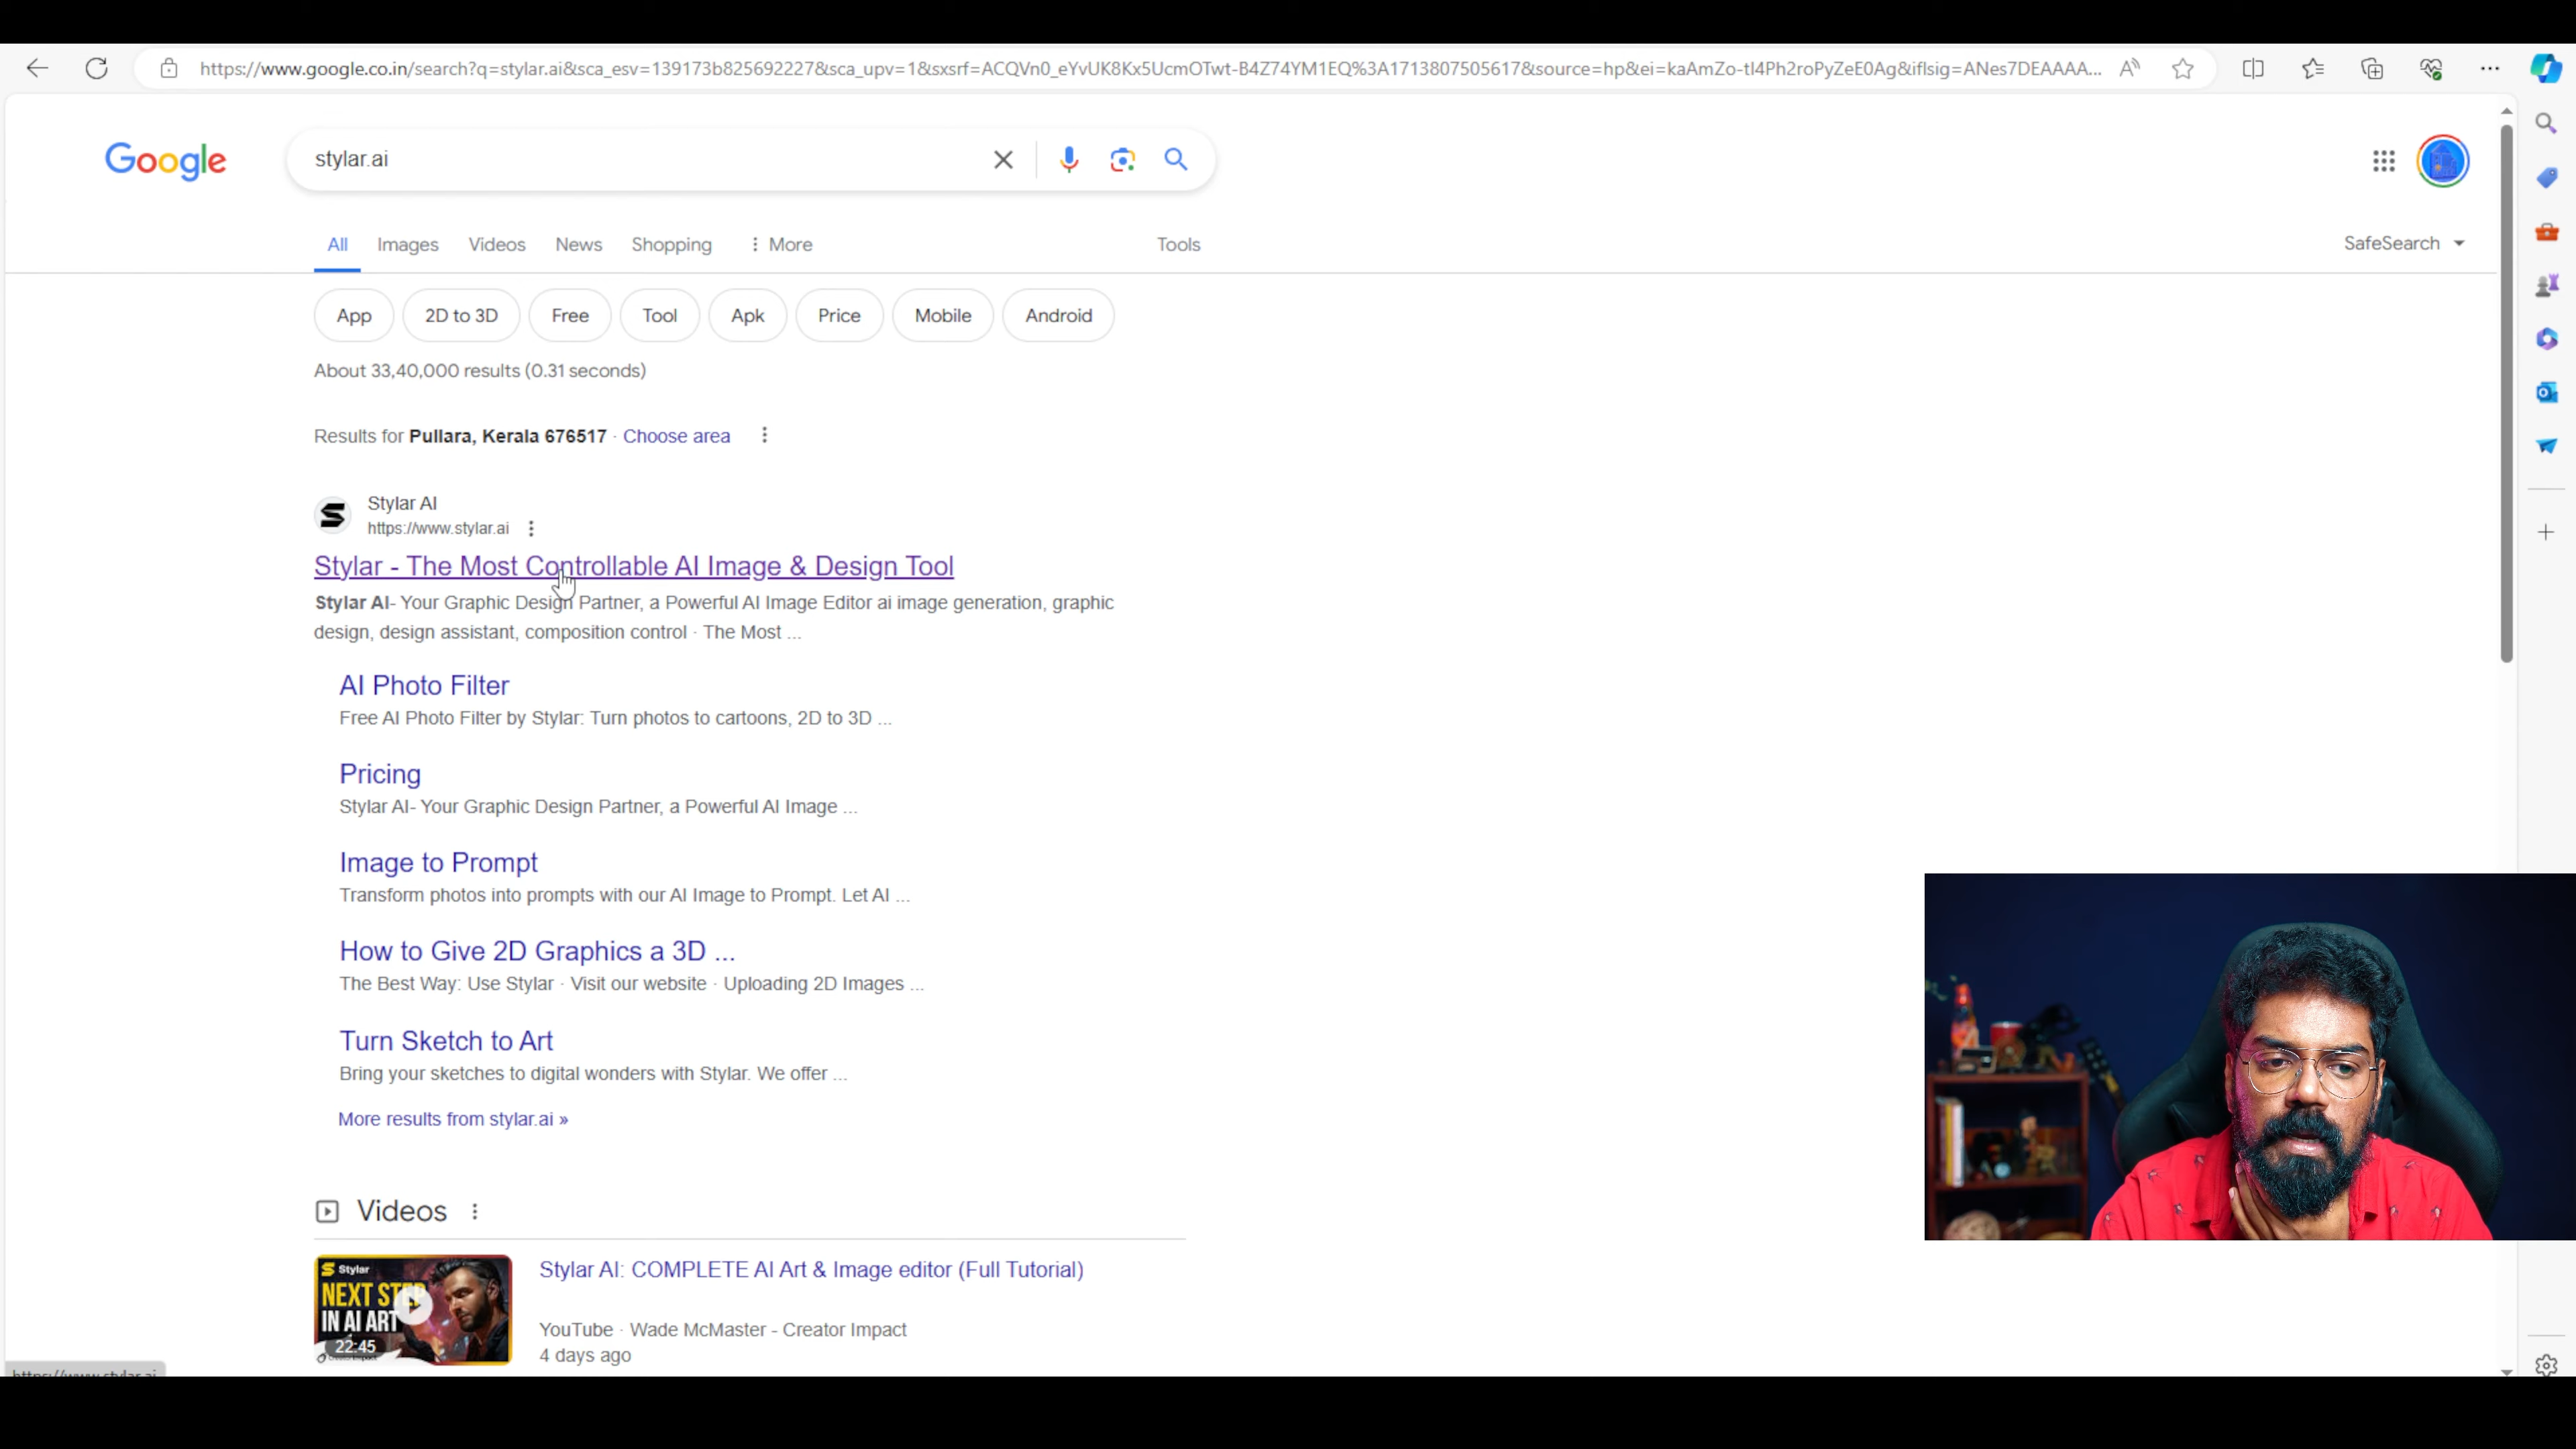 https://www.google.co.in/search?q=stylar.ai&sca_esv=139173b825692227&sca_upv=1&sxsrf=ACQVn0_eYvUK8Kx5UcmOTwt-B4Z74YM1EQ%3A1713807505617&source=hp&ei=kaAmZo-tI4Ph2roPyZeE0Ag&iflsig=ANes7DEAAAA...
Google
stylar.ai
All Images Videos News Shopping More Tools SafeSearch
App 2D to 3D Free Tool Apk Price Mobile Android
About 33,40,000 results (0.31 seconds)
Results for Pullara, Kerala 676517 · Choose area
Stylar AI
https://www.stylar.ai
Stylar - The Most Controllable AI Image & Design Tool
Stylar AI- Your Graphic Design Partner, a Powerful AI Image Editor ai image generation, graphic
design, design assistant, composition control · The Most ...
AI Photo Filter
Free AI Photo Filter by Stylar: Turn photos to cartoons, 2D to 3D ...
Pricing
Stylar AI- Your Graphic Design Partner, a Powerful AI Image ...
Image to Prompt
Transform photos into prompts with our AI Image to Prompt. Let AI ...
How to Give 2D Graphics a 3D ...
The Best Way: Use Stylar · Visit our website · Uploading 2D Images ...
Turn Sketch to Art
Bring your sketches to digital wonders with Stylar. We offer ...
More results from stylar.ai »
Videos
Stylar
NEXT STEP
IN AI ART
22:45
Stylar AI: COMPLETE AI Art & Image editor (Full Tutorial)
YouTube · Wade McMaster - Creator Impact
4 days ago
https://www.stylar.ai